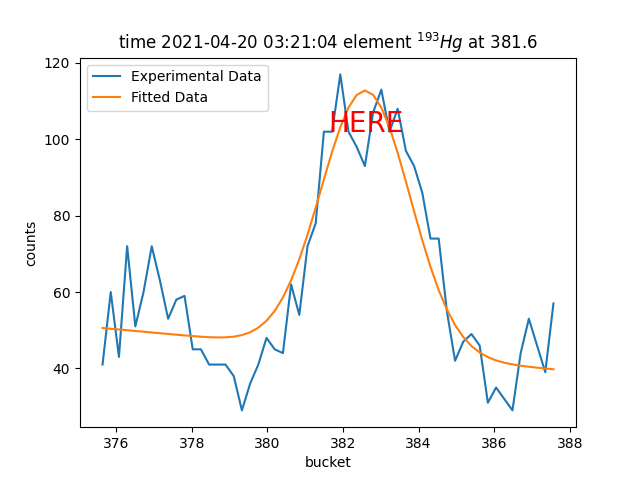 time 2021-04-20 03:21:04 element ¹⁹³Hg at 381.6
Experimental Data
Fitted Data
HERE
120
100
80
60
40
counts
376 378 380 382 384 386 388
bucket